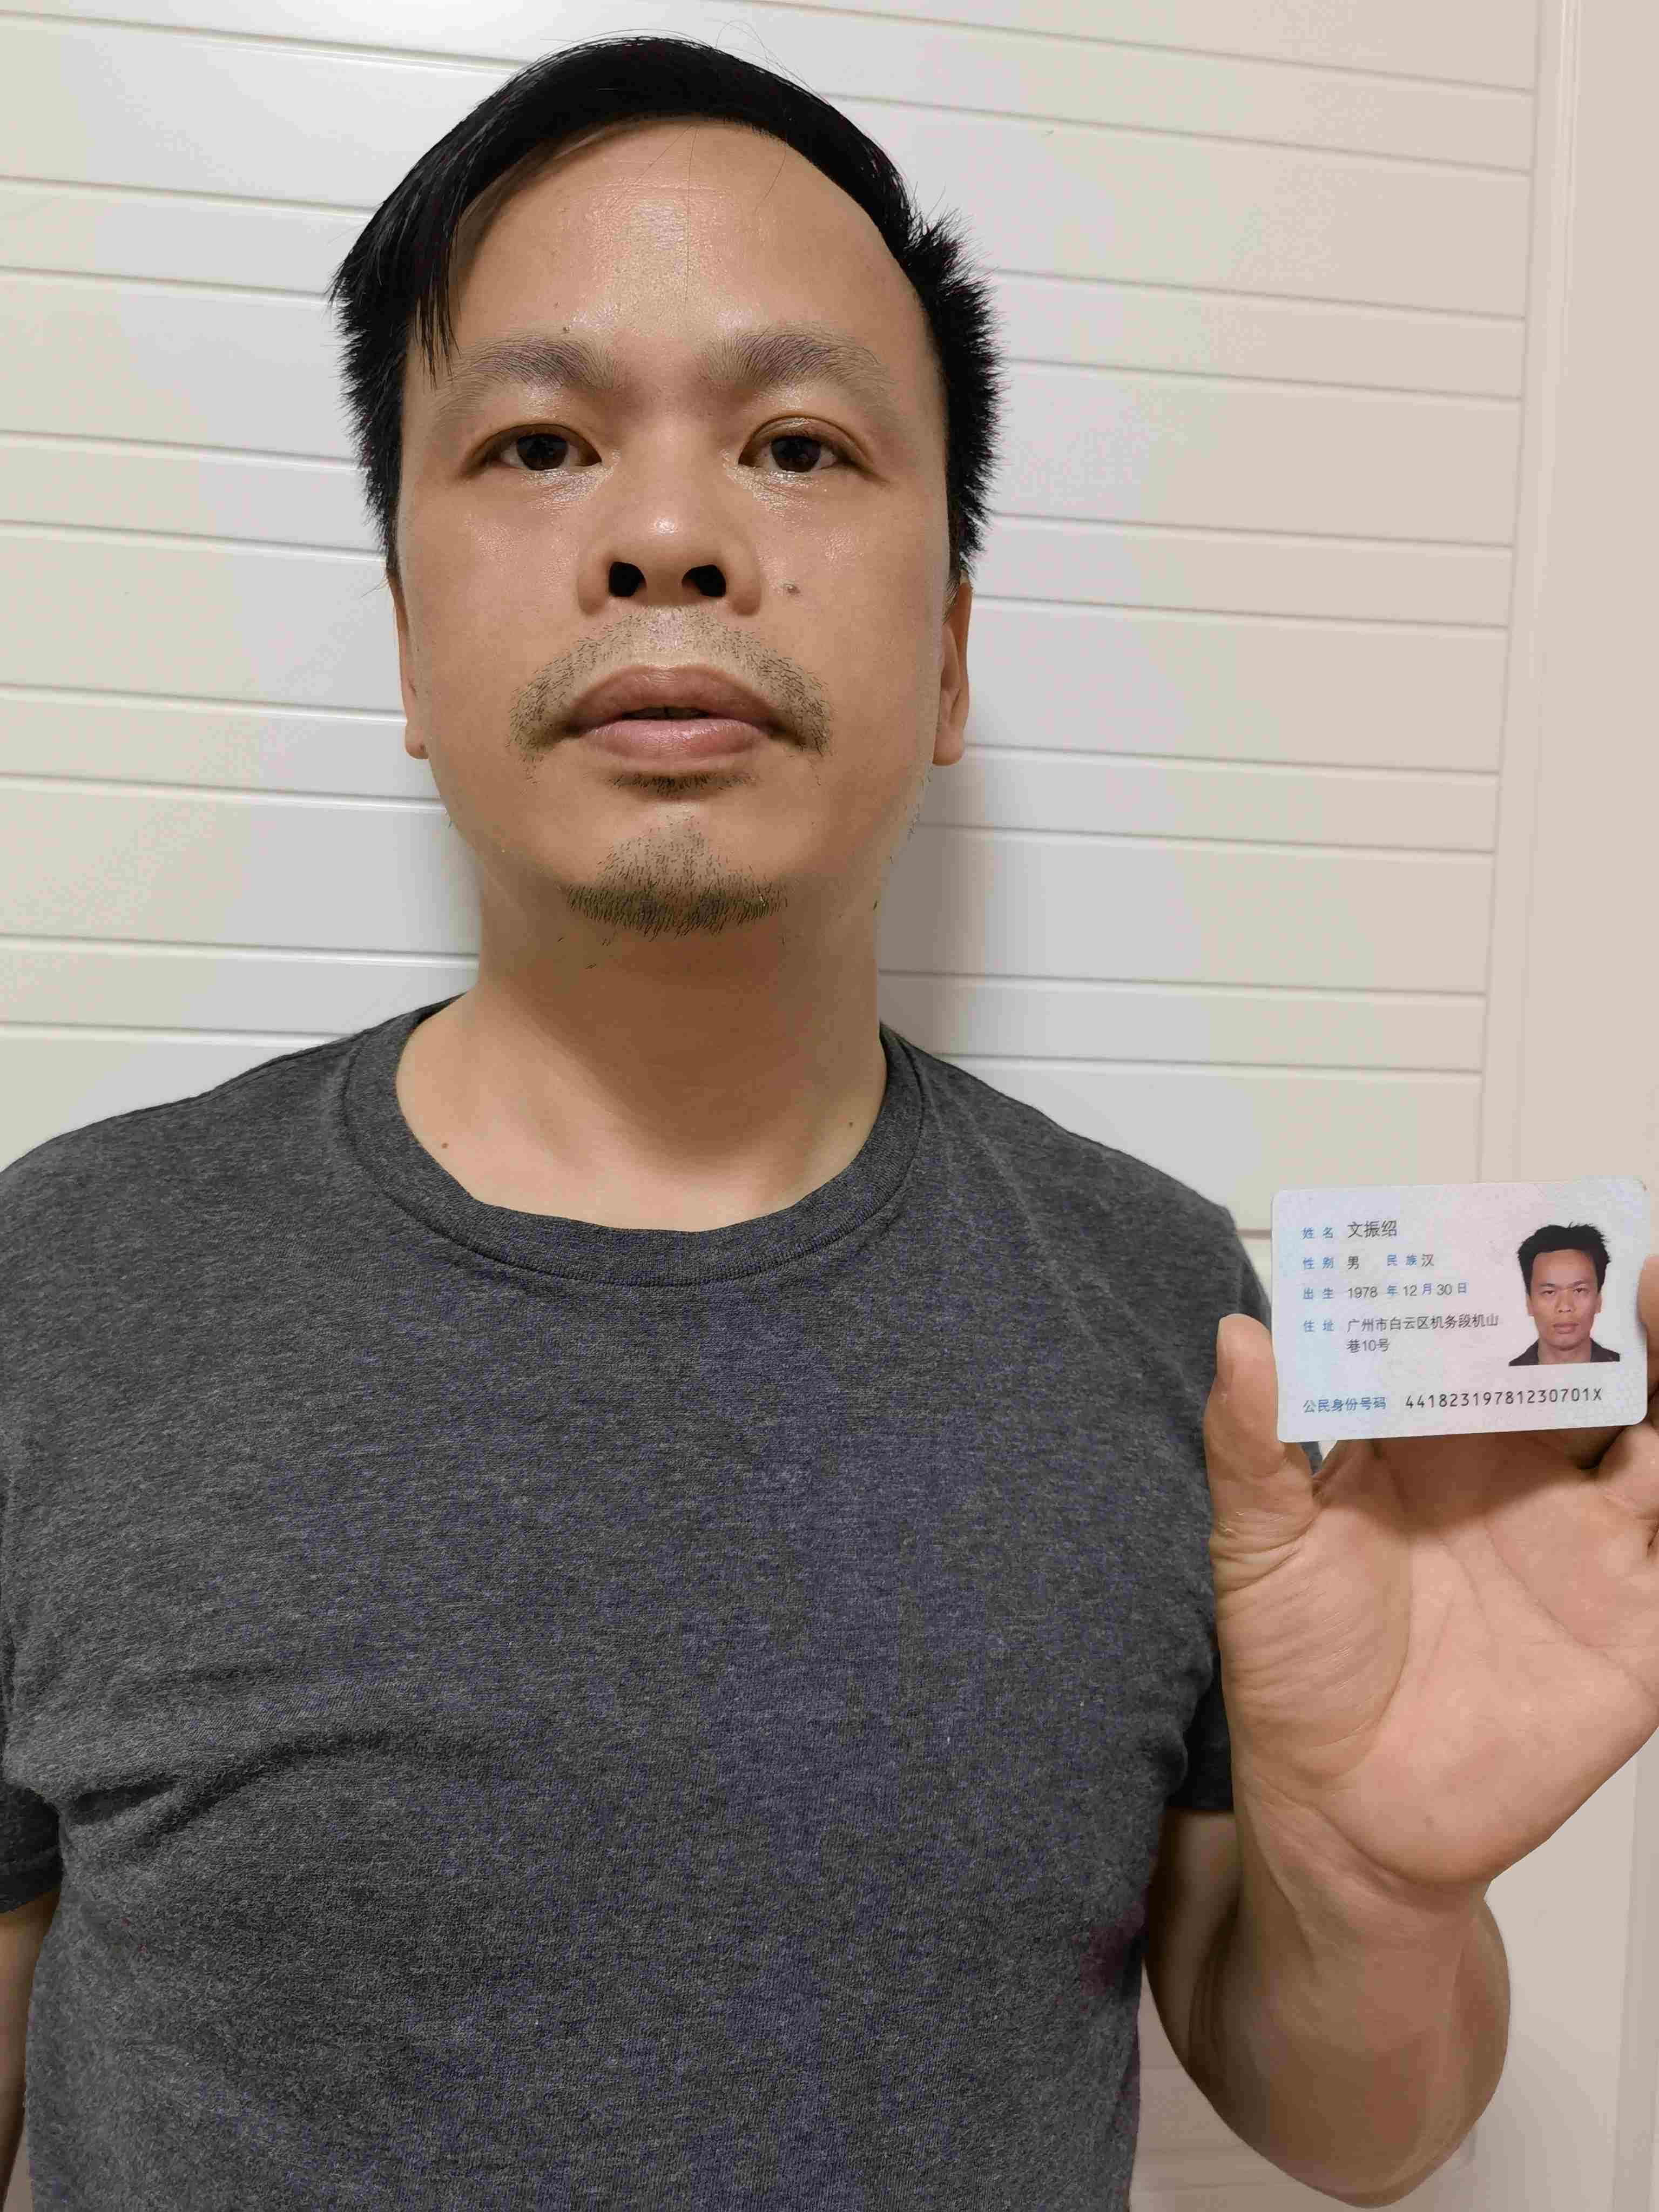 姓名 文振绍
性别 男 民族 汉
出生 1978 年 12 月 30 日
住址 广州市白云区机务段机山
巷10号
公民身份号码 44182319781230701X